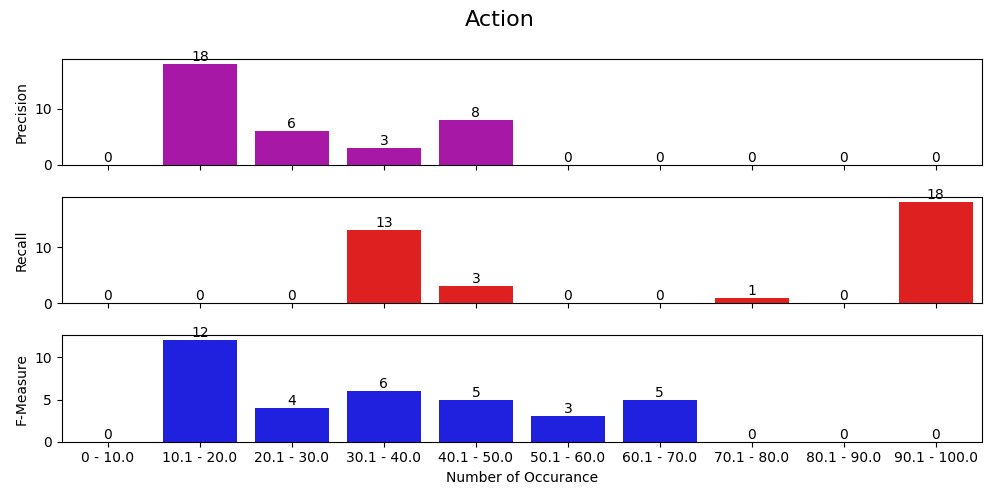 Action
Precision
10
0
0 18 6 3 8 0 0 0 0 0
Recall
10
0
0 0 0 13 3 0 0 1 0 18
F-Measure
10
5
0
0 12 4 6 5 3 5 0 0 0
0 - 10.0 10.1 - 20.0 20.1 - 30.0 30.1 - 40.0 40.1 - 50.0 50.1 - 60.0 60.1 - 70.0 70.1 - 80.0 80.1 - 90.0 90.1 - 100.0
Number of Occurance